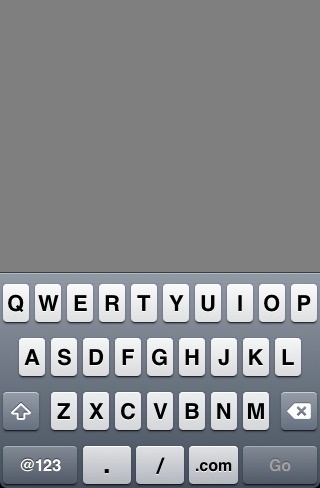 Q W E R T Y U I O P
A S D F G H J K L
Z X C V B N M
@123 . / .com Go